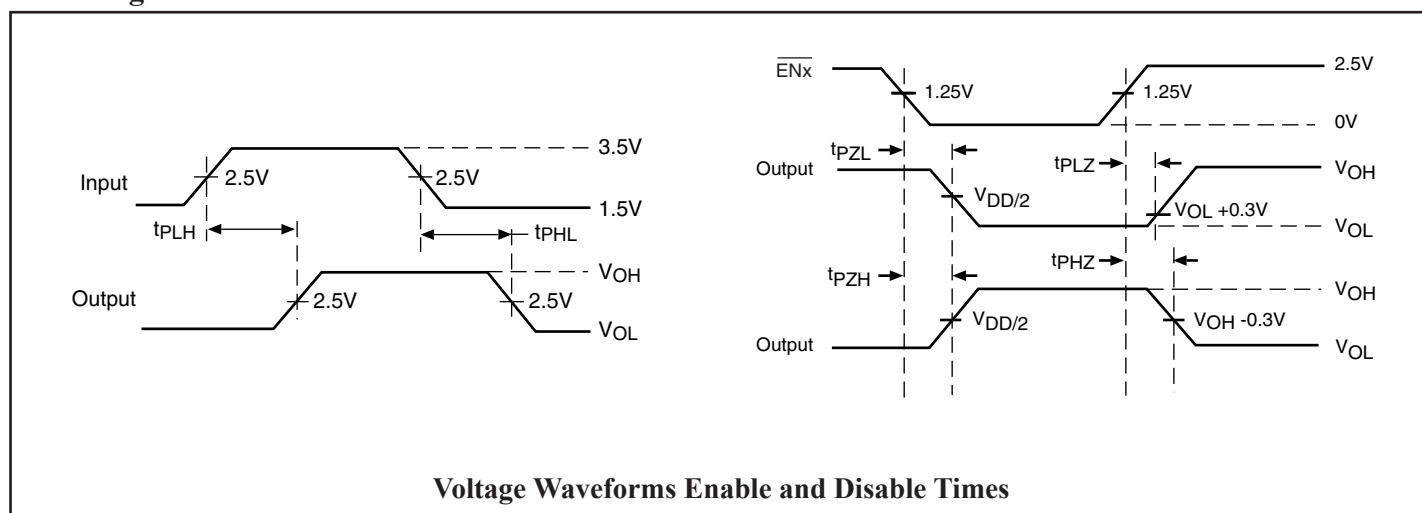 Input
2.5V
2.5V
3.5V
1.5V
tPLH
tPHL
Output
2.5V
2.5V
VOH
VOL
ENx
1.25V
1.25V
2.5V
0V
tPZL
tPLZ
Output
VDD/2
VOL +0.3V
VOH
VOL
tPZH
tPHZ
Output
VDD/2
VOH -0.3V
VOH
VOL
Voltage Waveforms Enable and Disable Times